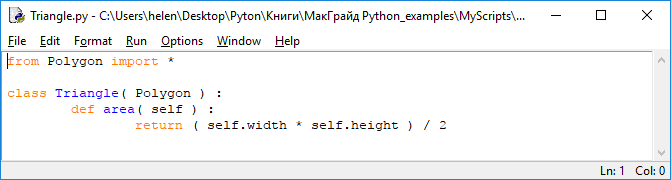 Triangle.py - C:\Users\helen\Desktop\Pyton\Книги\МакГрайд Python_examples\MyScripts\...
File Edit Format Run Options Window Help
from Polygon import *
class Triangle( Polygon ) :
def area( self ) :
return ( self.width * self.height ) / 2
Ln: 1 Col: 0